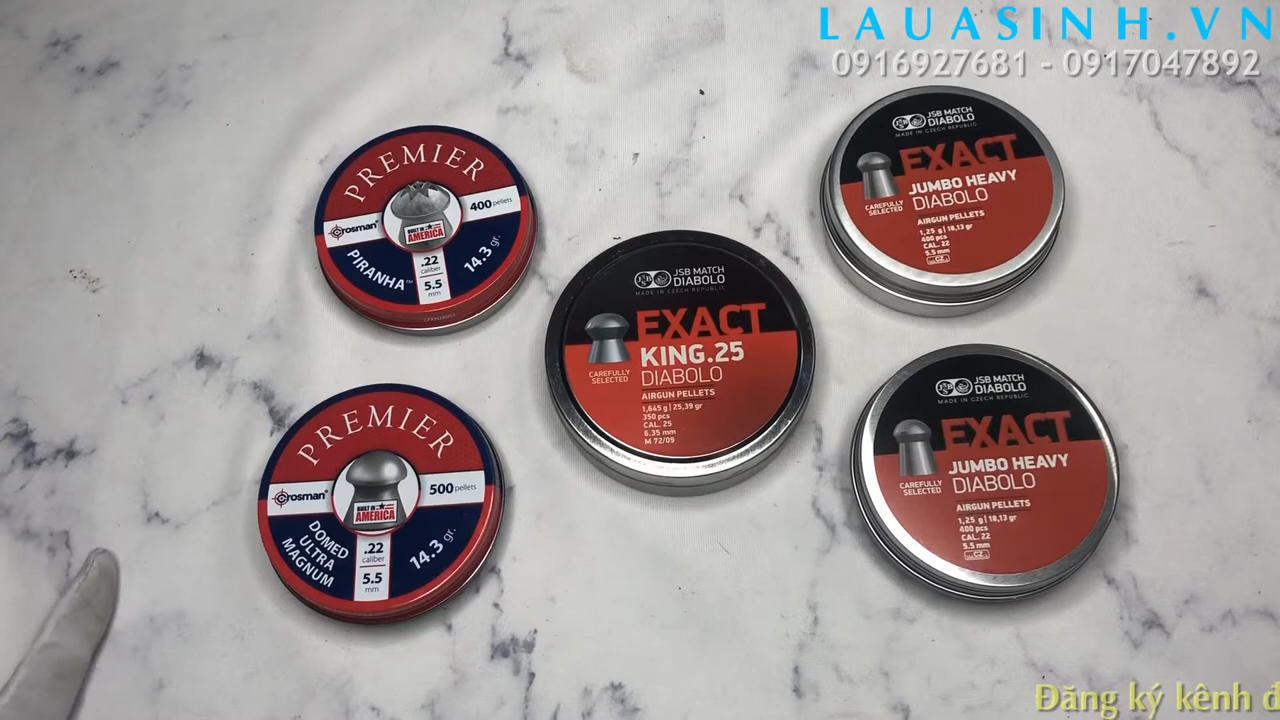 LAUASINH.VN
0916927681 - 0917047892
PREMIER
Crosman
400 pellets
BUILT IN AMERICA
PIRANHA™
.22
caliber
5.5
mm
14.3 gr.
JSB MATCH
DIABOLO
MADE IN CZECH REPUBLIC
EXACT
JUMBO HEAVY
DIABOLO
CAREFULLY
SELECTED
AIRGUN PELLETS
1,25 g | 18,13 gr
400 pcs
CAL. 22
5.5 mm
CZ
JSB MATCH
DIABOLO
MADE IN CZECH REPUBLIC
EXACT
KING.25
DIABOLO
CAREFULLY
SELECTED
AIRGUN PELLETS
1,645 g | 25,39 gr
350 pcs
CAL. 25
6.35 mm
M 72/09
PREMIER
Crosman
500 pellets
BUILT IN
AMERICA
DOMED
ULTRA
MAGNUM
.22
caliber
5.5
mm
14.3 gr.
JSB MATCH
DIABOLO
MADE IN CZECH REPUBLIC
EXACT
JUMBO HEAVY
DIABOLO
CAREFULLY
SELECTED
AIRGUN PELLETS
1,25 g | 18,13 gr
400 pcs
CAL. 22
5.5 mm
CZ
Đăng ký kênh